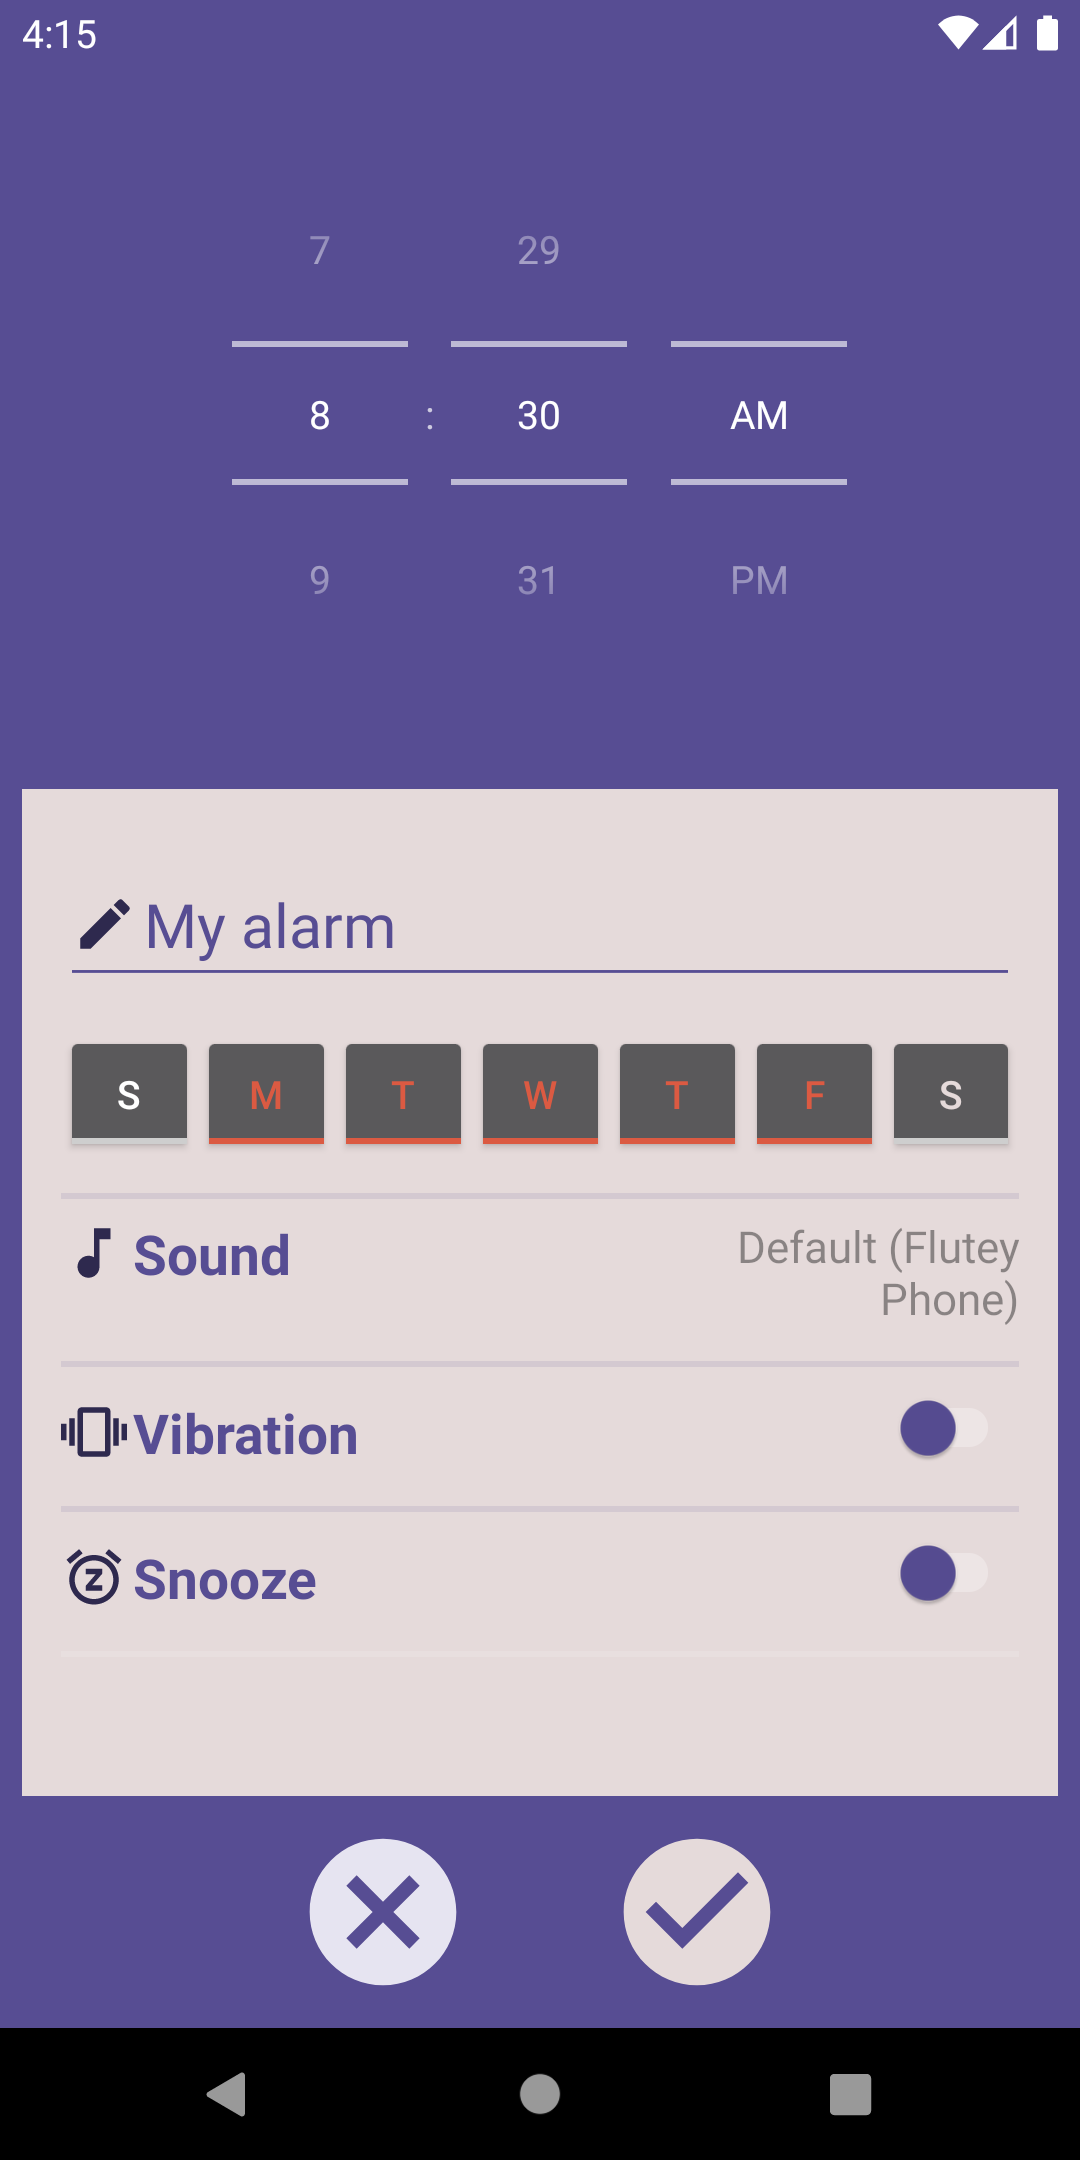 4:15
7 29
8 : 30 AM
9 31 PM
My alarm
S M T W T F S
Sound Default (Flutey
Phone)
Vibration
Snooze